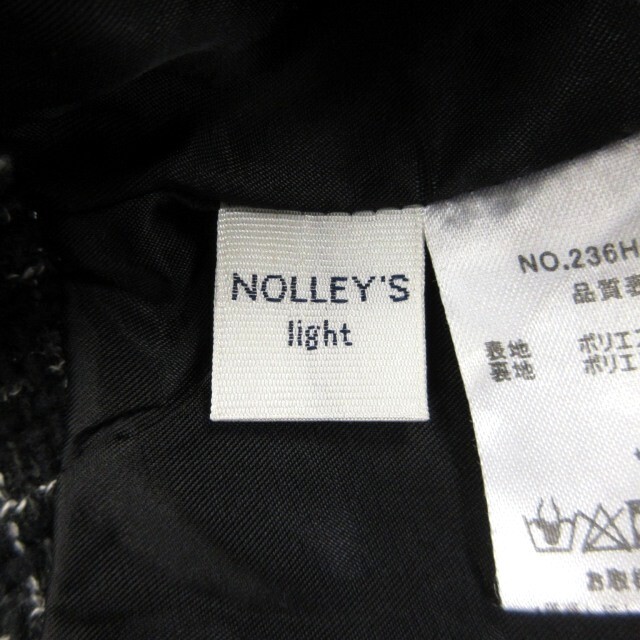 NOLLEY'S
light
NO.236H
品質表
表地 ポリエ
裏地 ポリエ
お取扱